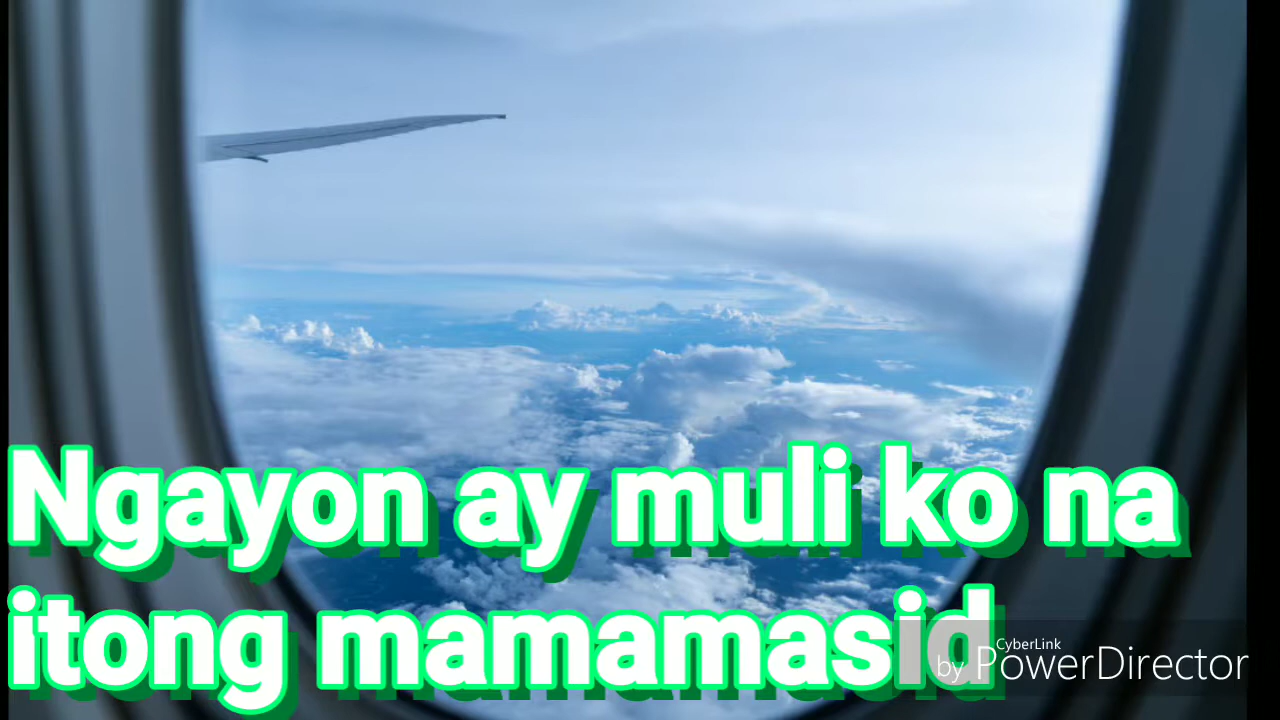 Ngayon ay muli ko na
itong mamamasid
CyberLink
by PowerDirector